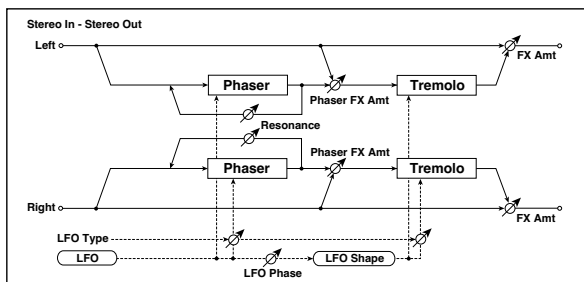 Stereo In - Stereo Out
Left
FX Amt
Phaser
Tremolo
Phaser FX Amt
Resonance
Phaser FX Amt
Phaser
Tremolo
Right
FX Amt
LFO Type
LFO
LFO Shape
LFO Phase